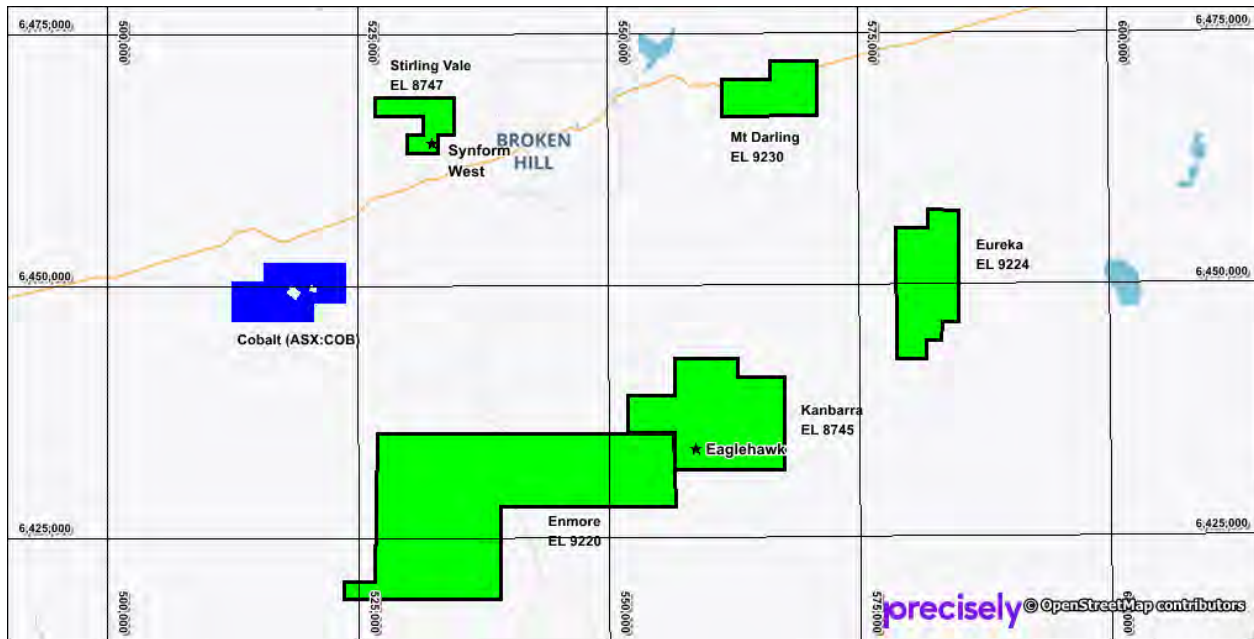 6,475,000
500,000
525,000
550,000
575,000
600,000
6,475,000
Stirling Vale
EL 8747
Synform
West
BROKEN
HILL
Mt Darling
EL 9230
Eureka
EL 9224
6,450,000
6,450,000
Cobalt (ASX:COB)
Kanbarra
EL 8745
Eaglehawk
Enmore
EL 9220
6,425,000
6,425,000
500,000
525,000
550,000
575,000
600,000
precisely © OpenStreetMap contributors